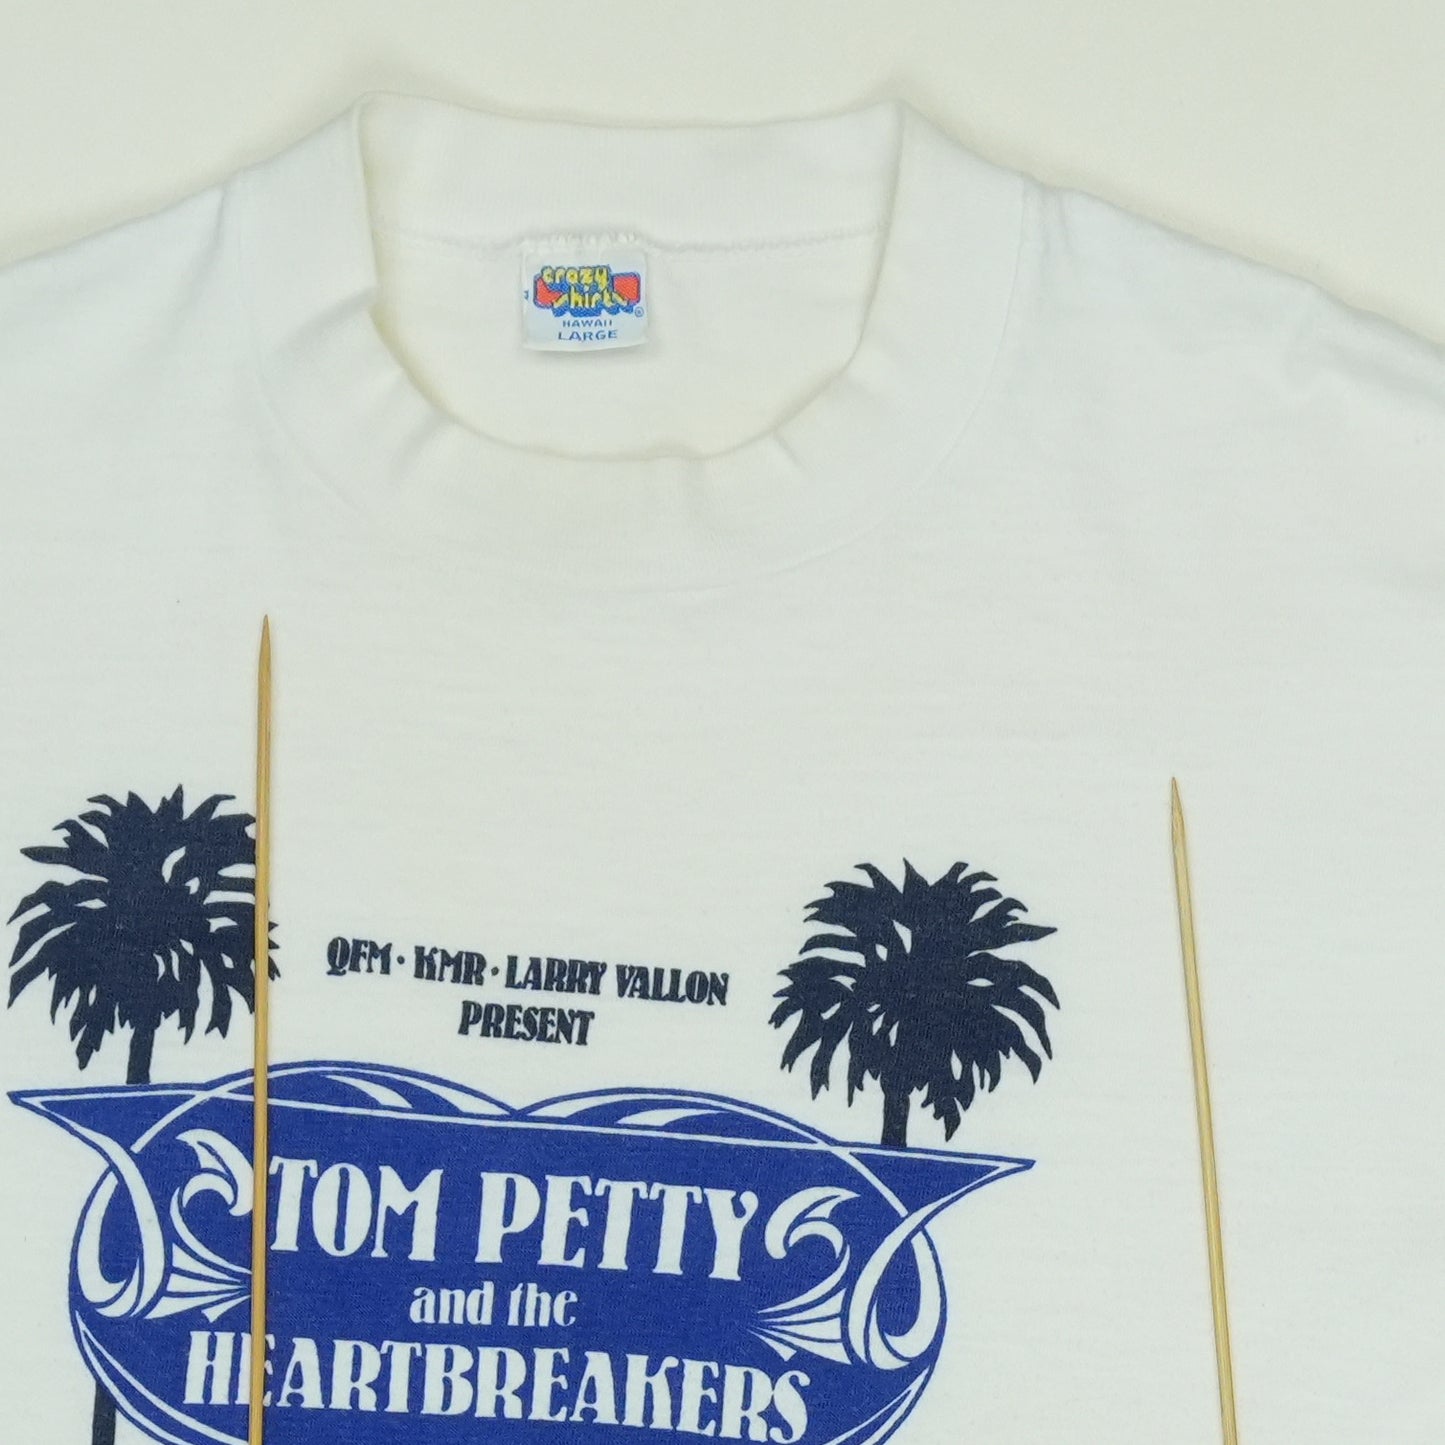 crazy
shirts
®
HAWAII
LARGE
QFM · KMR · LARRY VALLON
PRESENT
TOM PETTY
and the
HEARTBREAKERS